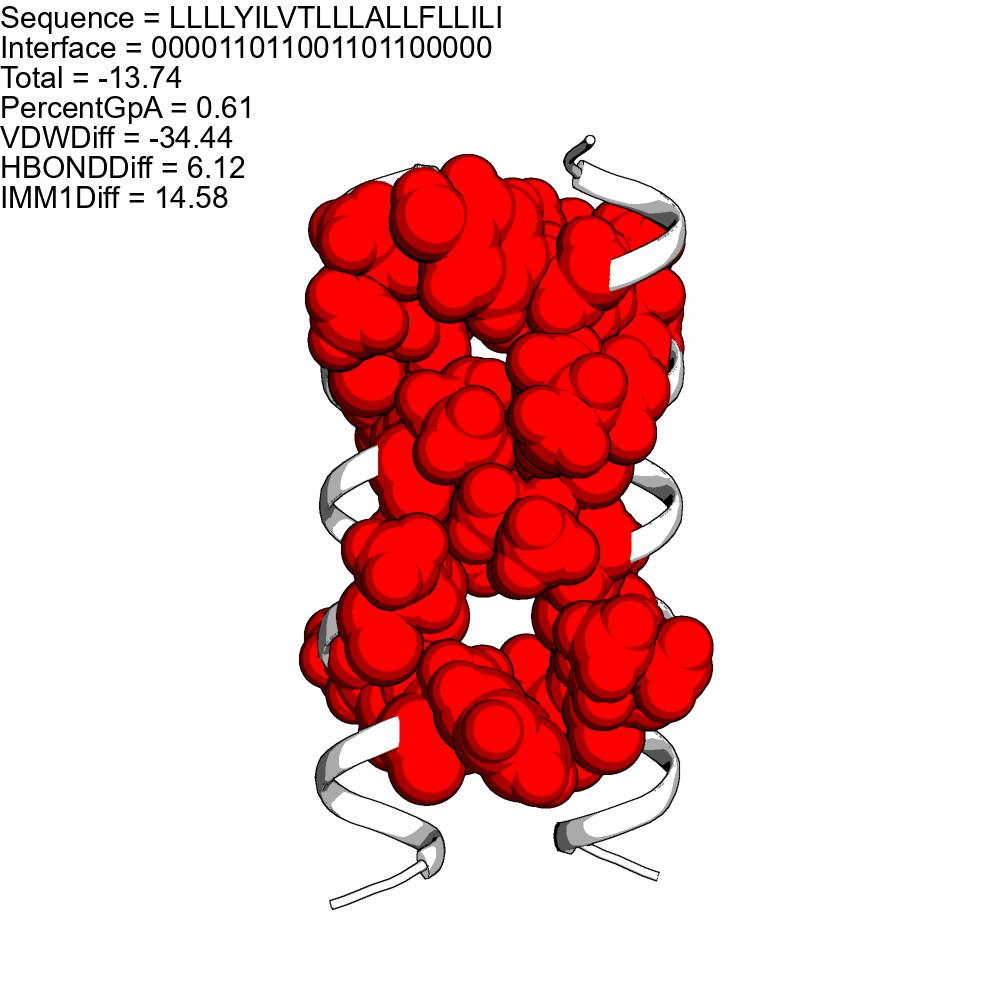 Sequence = LLLLYILVTLLLALLFLLILI
Interface = 000011011001101100000
Total = -13.74
PercentGpA = 0.61
VDWDiff = -34.44
HBONDDiff = 6.12
IMM1Diff = 14.58